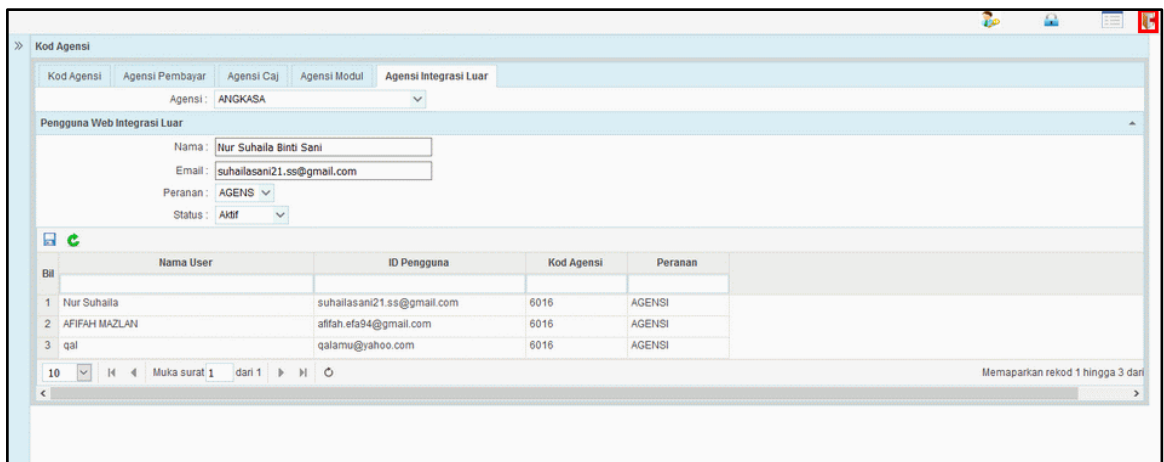 Kod Agensi
Kod Agensi Agensi Pembayar Agensi Caj Agensi Modul Agensi Integrasi Luar
Agensi : ANGKASA
Pengguna Web Integrasi Luar
Nama : Nur Suhaila Binti Sani
Email : suhailasani21.ss@gmail.com
Peranan : AGENS
Status : Aktif
Bil Nama User ID Pengguna Kod Agensi Peranan
1 Nur Suhaila suhailasani21.ss@gmail.com 6016 AGENSI
2 AFIFAH MAZLAN afifah.efa94@gmail.com 6016 AGENSI
3 qal qalamu@yahoo.com 6016 AGENSI
10 Muka surat 1 dari 1 Memaparkan rekod 1 hingga 3 dari